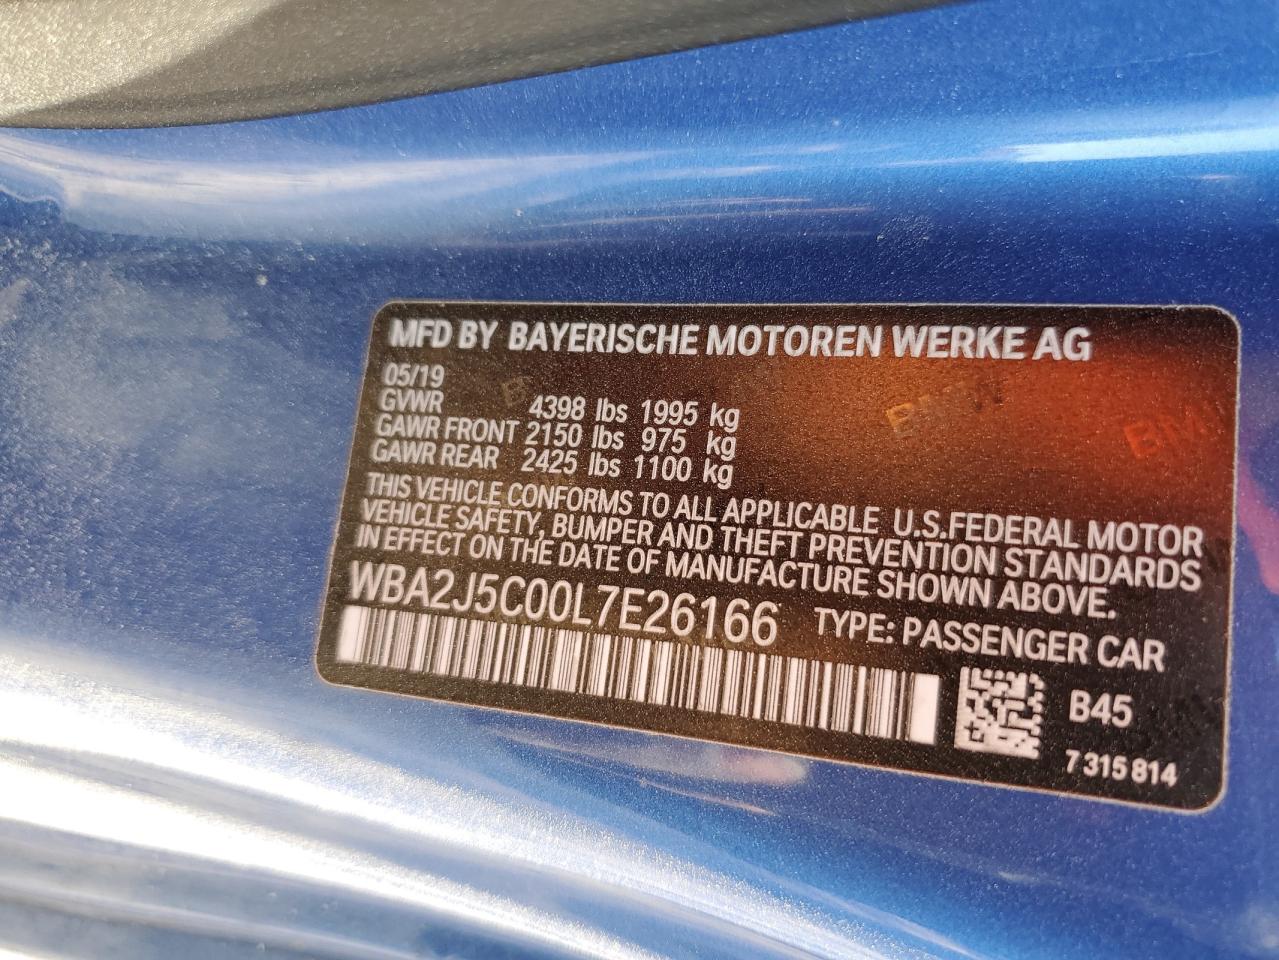 MFD BY BAYERISCHE MOTOREN WERKE AG
05/19
GVWR 4398 lbs 1995 kg
GAWR FRONT 2150 lbs 975 kg
GAWR REAR 2425 lbs 1100 kg
THIS VEHICLE CONFORMS TO ALL APPLICABLE U.S.FEDERAL MOTOR
VEHICLE SAFETY, BUMPER AND THEFT PREVENTION STANDARDS
IN EFFECT ON THE DATE OF MANUFACTURE SHOWN ABOVE.
WBA2J5C00L7E26166 TYPE: PASSENGER CAR
B45
7 315 814
BMW